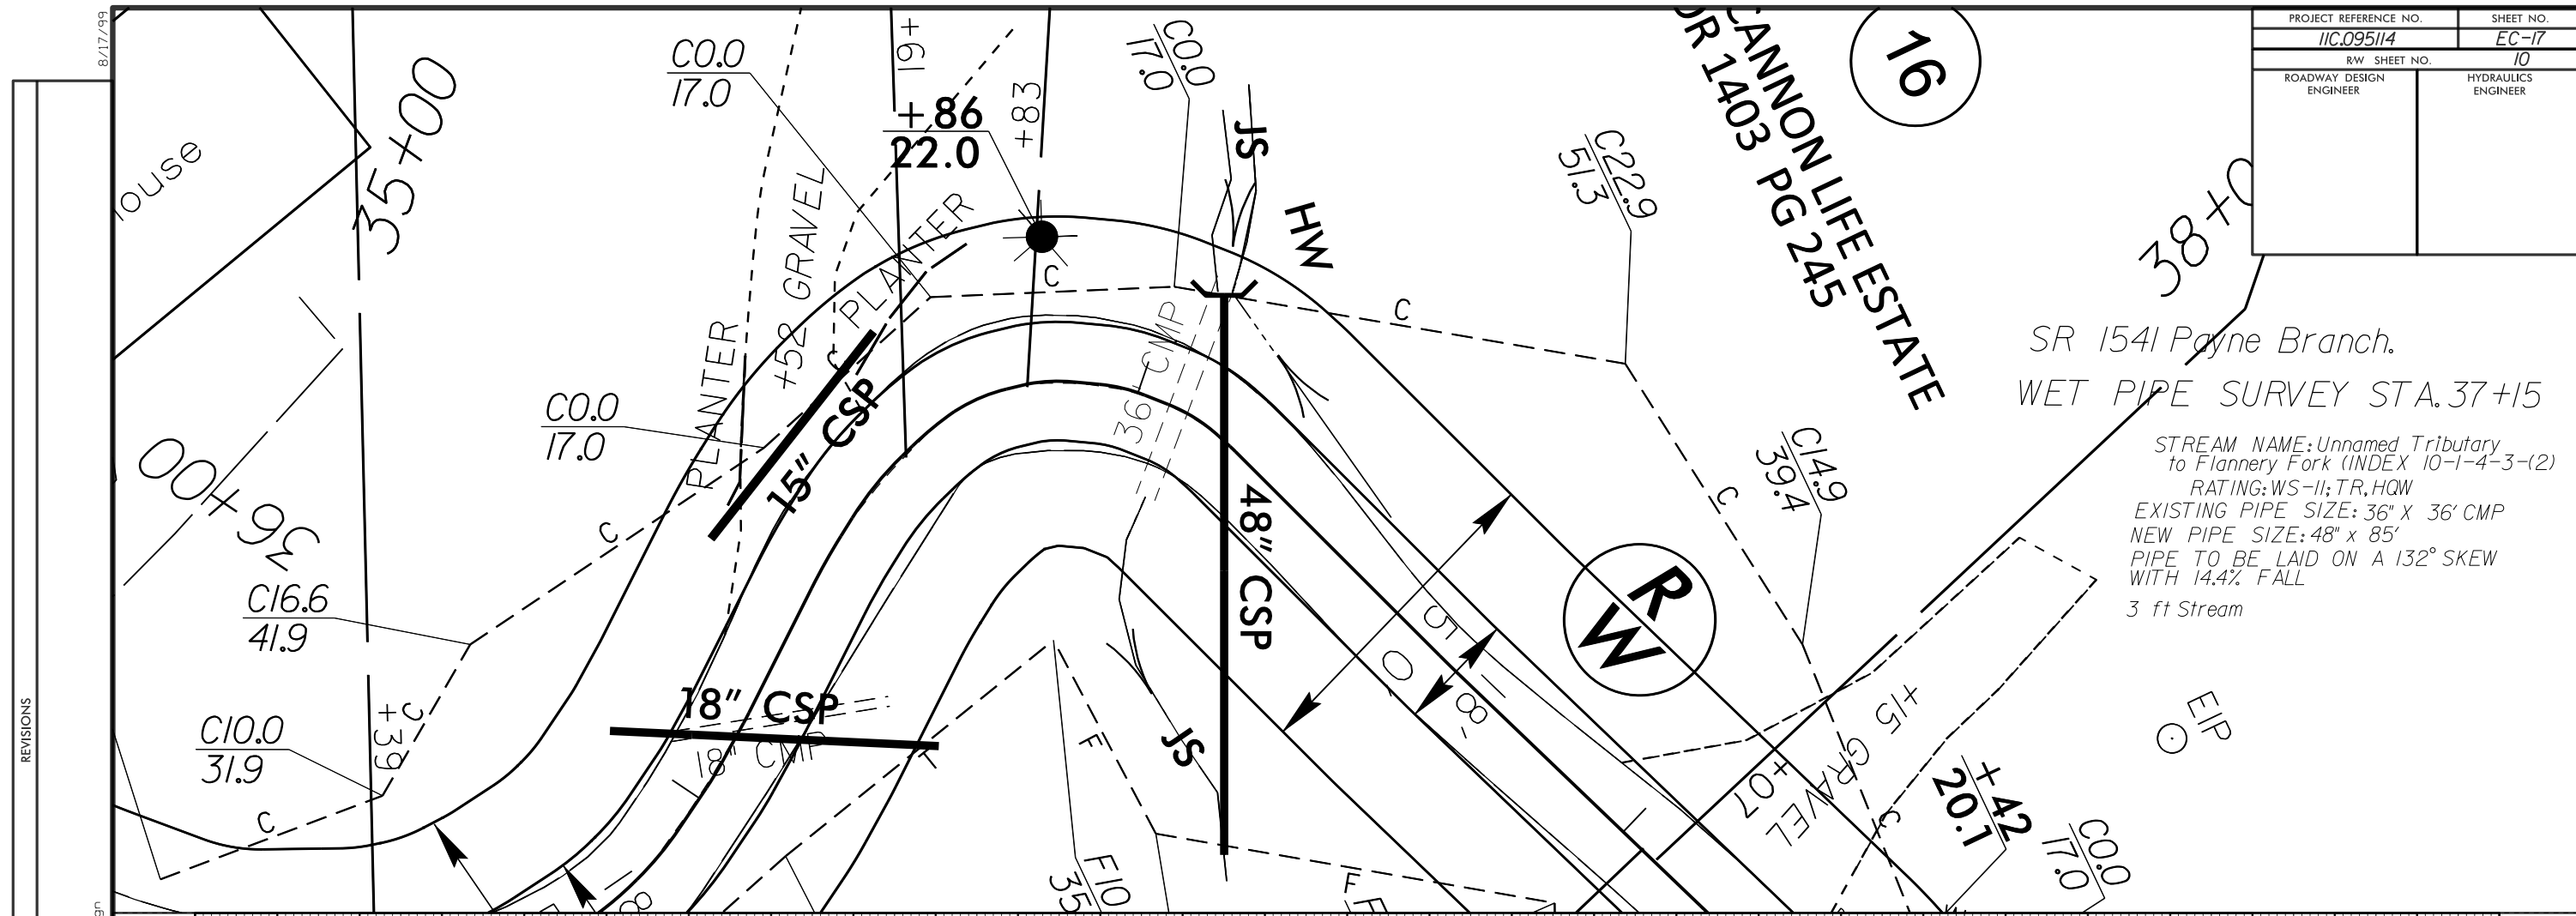 8/17/99
REVISIONS
PROJECT REFERENCE NO.
SHEET NO.
11C.095114
EC-17
RW SHEET NO.
10
ROADWAY DESIGN
ENGINEER
HYDRAULICS
ENGINEER
35+00
C0.0
17.0
+61
+86
22.0
+83
C0.0
17.0
JS
HW
16
CANNON LIFE ESTATE
DR 1403 PG 245
C22.9
51.3
+52 GRAVEL
PLANTER
PLANTER
C
C
C
C0.0
17.0
15" CSP
36" CMP
48" CSP
SR 1541 Payne Branch.
WET PIPE SURVEY STA. 37+15
STREAM NAME: Unnamed Tributary
to Flannery Fork (INDEX 10-1-4-3-(2)
RATING: WS-II; TR, HQW
EXISTING PIPE SIZE: 36" X 36' CMP
NEW PIPE SIZE: 48" x 85'
PIPE TO BE LAID ON A 132° SKEW
WITH 14.4% FALL
3 ft Stream
C14.9
39.4
36+00
C
C
C16.6
41.9
R
W
18" CSP
18" CMP
+39
C
C10.0
31.9
C
JS
F
F
F
F10
35
EIP
+15 GRAVEL
+07
C
+42
20.1
C0.0
17.0